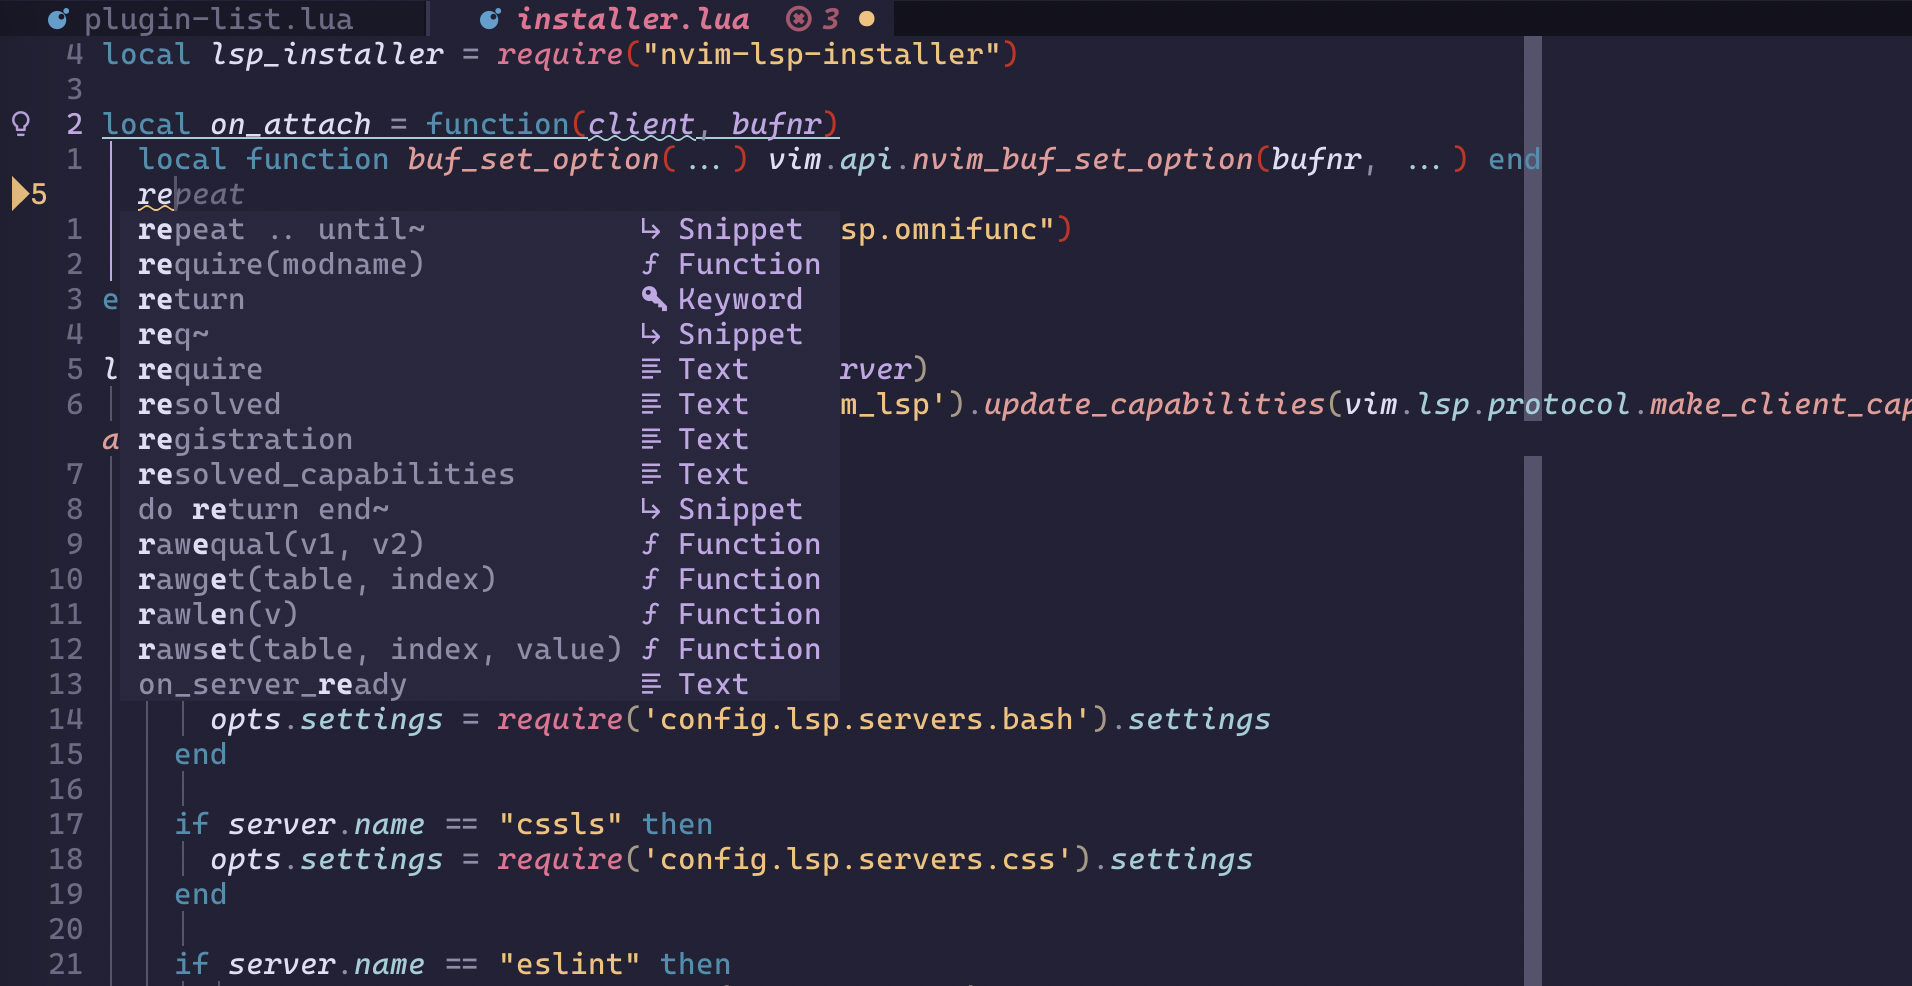 plugin-list.lua installer.lua 3
4 local lsp_installer = require("nvim-lsp-installer")
3
2 local on_attach = function(client, bufnr)
1 local function buf_set_option(...) vim.api.nvim_buf_set_option(bufnr, ...) end
5 repeat
1 repeat .. until~ Snippet sp.omnifunc")
2 require(modname) Function
3 e return Keyword
4 req~ Snippet
5 l require Text rver)
6 resolved Text m_lsp').update_capabilities(vim.lsp.protocol.make_client_cap
a registration Text
7 resolved_capabilities Text
8 do return end~ Snippet
9 rawequal(v1, v2) Function
10 rawget(table, index) Function
11 rawlen(v) Function
12 rawset(table, index, value) Function
13 on_server_ready Text
14 opts.settings = require('config.lsp.servers.bash').settings
15 end
16
17 if server.name == "cssls" then
18 opts.settings = require('config.lsp.servers.css').settings
19 end
20
21 if server.name == "eslint" then